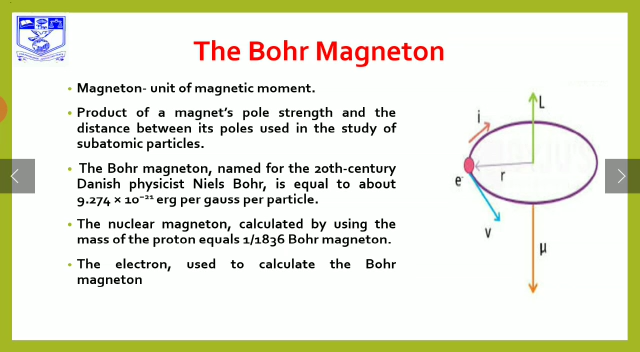 The Bohr Magneton
• Magneton- unit of magnetic moment.
• Product of a magnet's pole strength and the
distance between its poles used in the study of
subatomic particles.
• The Bohr magneton, named for the 20th-century
Danish physicist Niels Bohr, is equal to about
9.274 × 10⁻²¹ erg per gauss per particle.
• The nuclear magneton, calculated by using the
mass of the proton equals 1/1836 Bohr magneton.
• The electron, used to calculate the Bohr
magneton
L
i
e⁻
r
v
μ